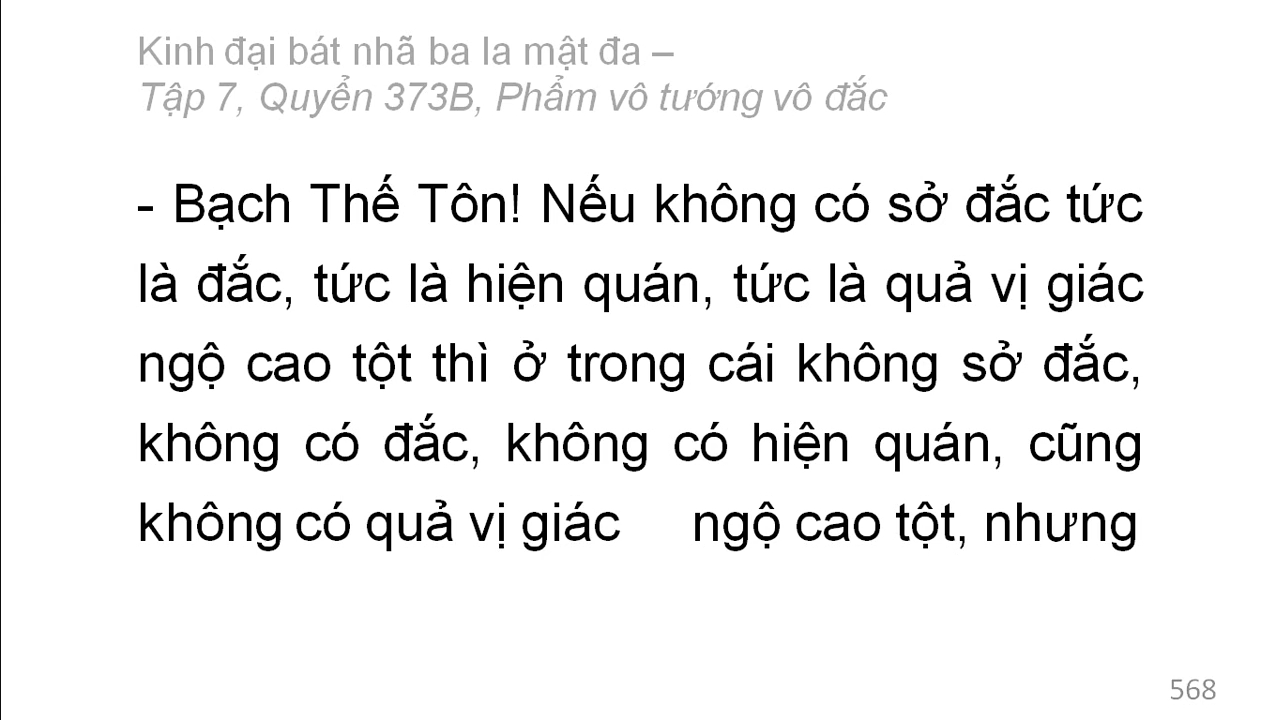 Kinh đại bát nhã ba la mật đa –
Tập 7, Quyển 373B, Phẩm vô tướng vô đắc
- Bạch Thế Tôn! Nếu không có sở đắc tức
là đắc, tức là hiện quán, tức là quả vị giác
ngộ cao tột thì ở trong cái không sở đắc,
không có đắc, không có hiện quán, cũng
không có quả vị giác ngộ cao tột, nhưng
568